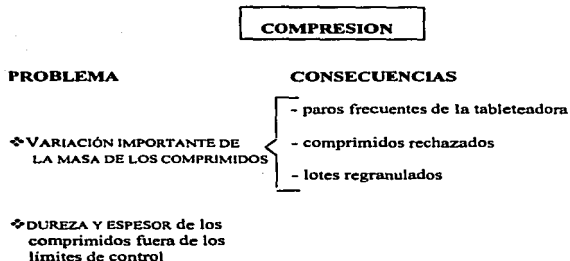 COMPRESION
PROBLEMA
CONSECUENCIAS
- paros frecuentes de la tabletendora
❖VARIACIÓN IMPORTANTE DE
LA MASA DE LOS COMPRIMIDOS
- comprimidos rechazados
- lotes regranulados
❖DUREZA Y ESPESOR de los
comprimidos fuera de los
límites de control